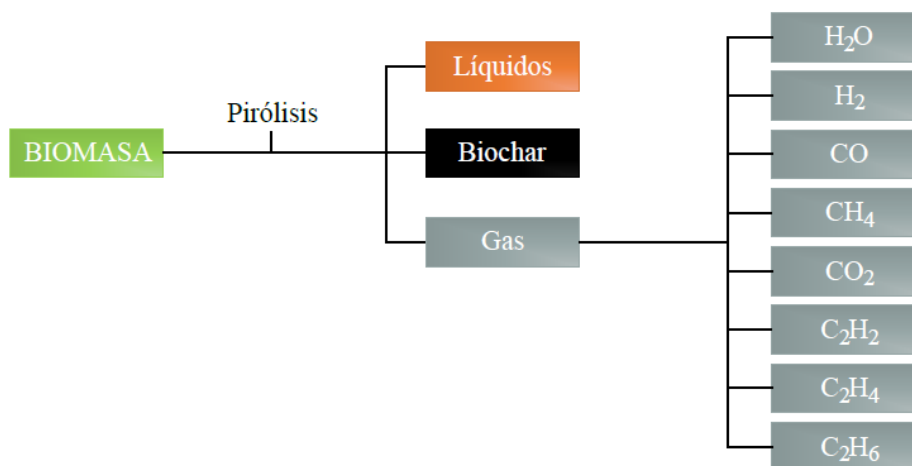 BIOMASA
Pirólisis
Líquidos
Biochar
Gas
H₂O
H₂
CO
CH₄
CO₂
C₂H₂
C₂H₄
C₂H₆